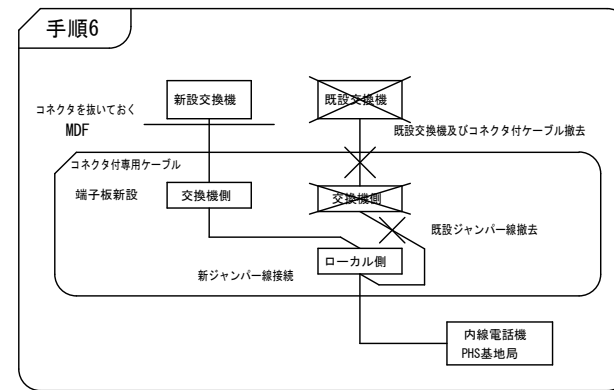 手順6
新設交換機
既設交換機
コネクタを抜いておく
MDF
既設交換機及びコネクタ付ケーブル撤去
コネクタ付専用ケーブル
端子板新設
交換機側
交換機側
既設ジャンパー線撤去
ローカル側
新ジャンパー線接続
内線電話機
PHS基地局